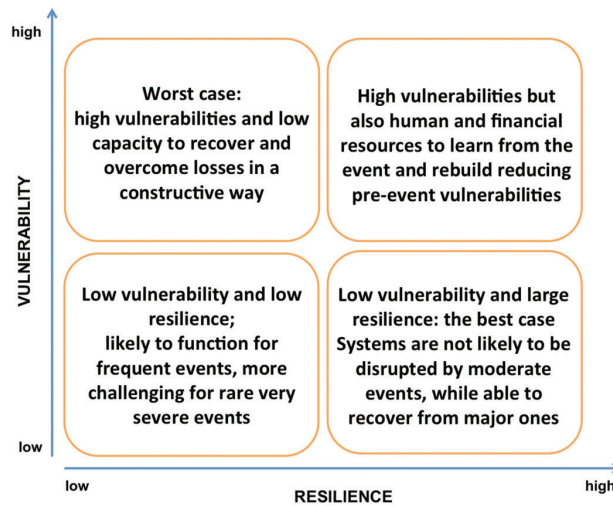 high
Worst case:
high vulnerabilities and low
capacity to recover and
overcome losses in a
constructive way
High vulnerabilities but
also human and financial
resources to learn from the
event and rebuild reducing
pre-event vulnerabilities
VULNERABILITY
Low vulnerability and low
resilience;
likely to function for
frequent events, more
challenging for rare very
severe events
Low vulnerability and large
resilience: the best case
Systems are not likely to be
disrupted by moderate
events, while able to
recover from major ones
low
low
RESILIENCE
high